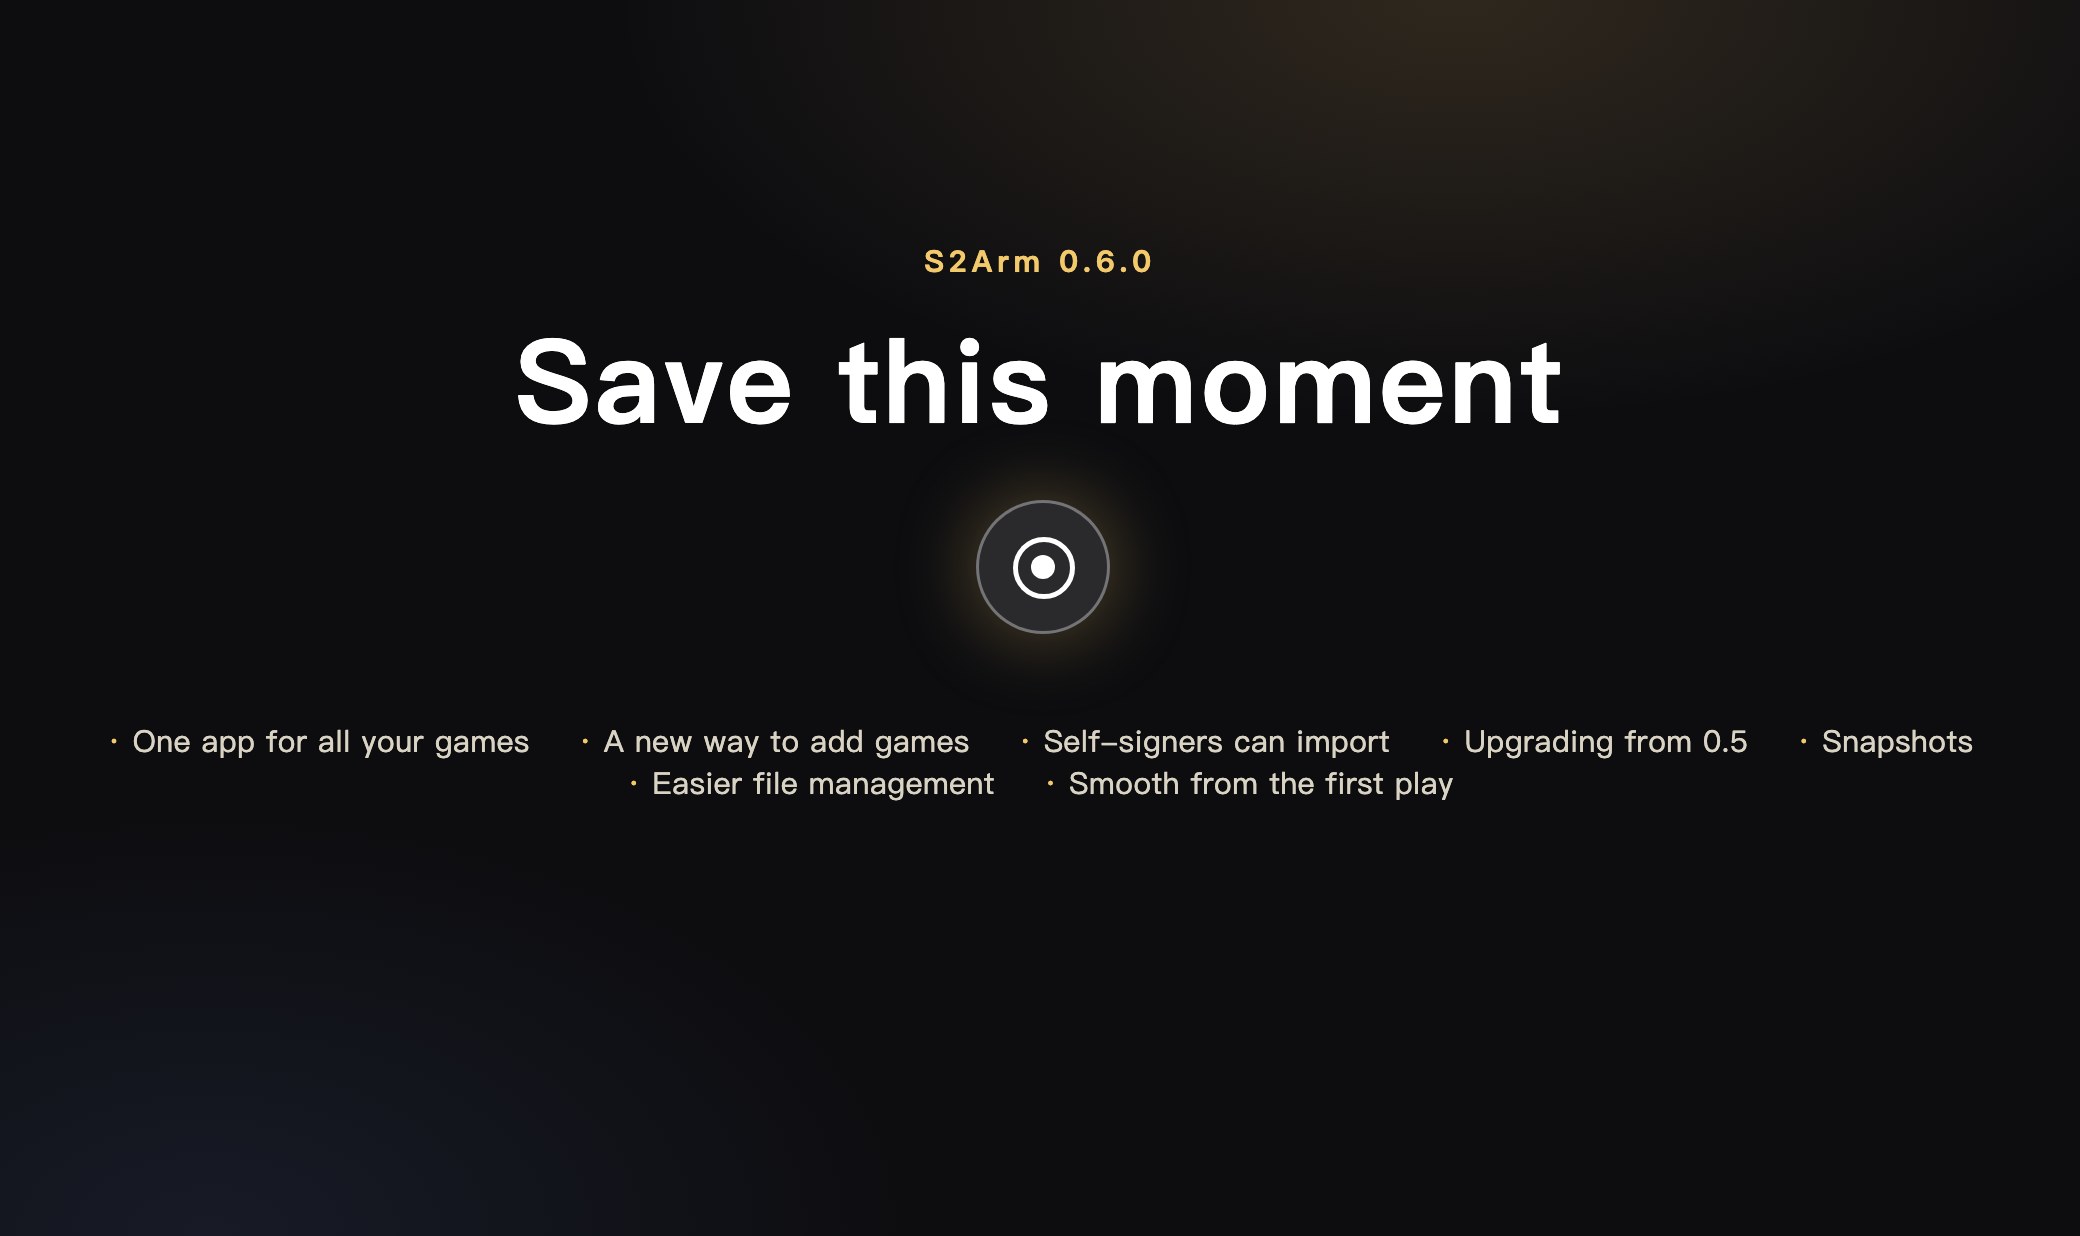 S2Arm 0.6.0
Save this moment
· One app for all your games · A new way to add games · Self–signers can import · Upgrading from 0.5 · Snapshots
· Easier file management · Smooth from the first play